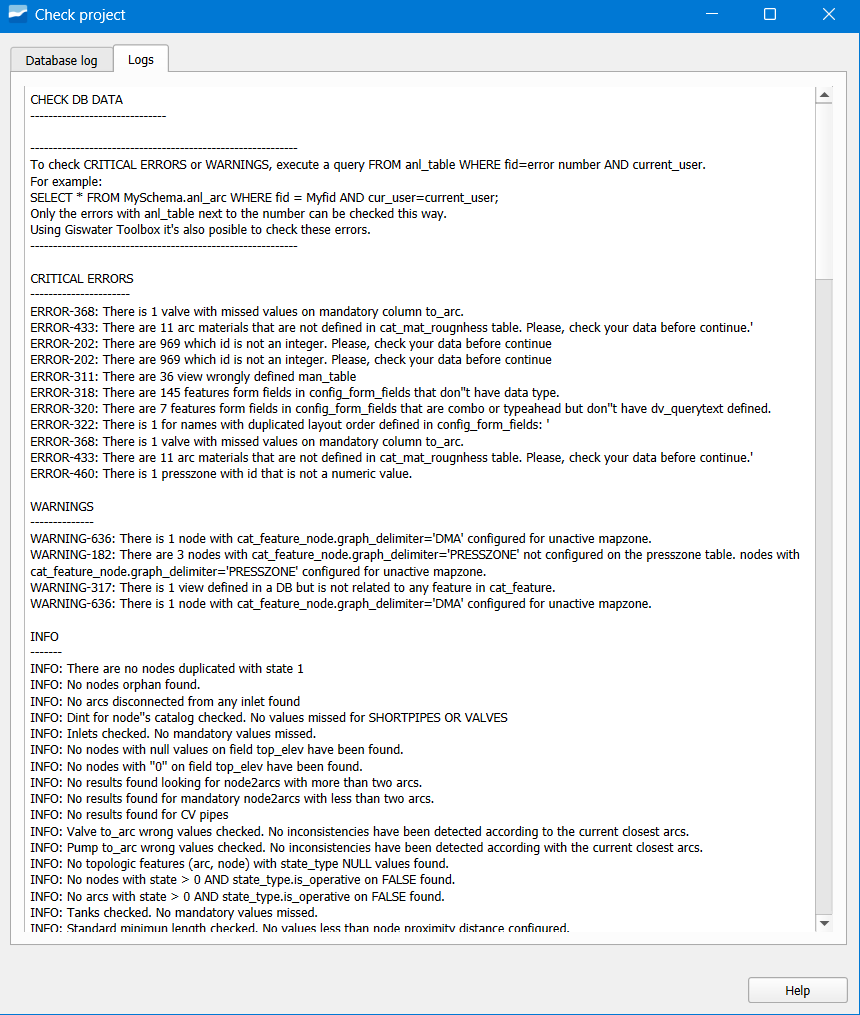 Check project
Database log
Logs
CHECK DB DATA
------------------------------
-----------------------------------------------------------
To check CRITICAL ERRORS or WARNINGS, execute a query FROM anl_table WHERE fid=error number AND current_user.
For example:
SELECT * FROM MySchema.anl_arc WHERE fid = Myfid AND cur_user=current_user;
Only the errors with anl_table next to the number can be checked this way.
Using Giswater Toolbox it's also posible to check these errors.
-----------------------------------------------------------
CRITICAL ERRORS
----------------------
ERROR-368: There is 1 valve with missed values on mandatory column to_arc.
ERROR-433: There are 11 arc materials that are not defined in cat_mat_rougnhess table. Please, check your data before continue.'
ERROR-202: There are 969 which id is not an integer. Please, check your data before continue
ERROR-202: There are 969 which id is not an integer. Please, check your data before continue
ERROR-311: There are 36 view wrongly defined man_table
ERROR-318: There are 145 features form fields in config_form_fields that don"t have data type.
ERROR-320: There are 7 features form fields in config_form_fields that are combo or typeahead but don"t have dv_querytext defined.
ERROR-322: There is 1 for names with duplicated layout order defined in config_form_fields: '
ERROR-368: There is 1 valve with missed values on mandatory column to_arc.
ERROR-433: There are 11 arc materials that are not defined in cat_mat_rougnhess table. Please, check your data before continue.'
ERROR-460: There is 1 presszone with id that is not a numeric value.
WARNINGS
--------------
WARNING-636: There is 1 node with cat_feature_node.graph_delimiter='DMA' configured for unactive mapzone.
WARNING-182: There are 3 nodes with cat_feature_node.graph_delimiter='PRESSZONE' not configured on the presszone table. nodes with
cat_feature_node.graph_delimiter='PRESSZONE' configured for unactive mapzone.
WARNING-317: There is 1 view defined in a DB but is not related to any feature in cat_feature.
WARNING-636: There is 1 node with cat_feature_node.graph_delimiter='DMA' configured for unactive mapzone.
INFO
-------
INFO: There are no nodes duplicated with state 1
INFO: No nodes orphan found.
INFO: No arcs disconnected from any inlet found
INFO: Dint for node"s catalog checked. No values missed for SHORTPIPES OR VALVES
INFO: Inlets checked. No mandatory values missed.
INFO: No nodes with null values on field top_elev have been found.
INFO: No nodes with "0" on field top_elev have been found.
INFO: No results found looking for node2arcs with more than two arcs.
INFO: No results found for mandatory node2arcs with less than two arcs.
INFO: No results found for CV pipes
INFO: Valve to_arc wrong values checked. No inconsistencies have been detected according to the current closest arcs.
INFO: Pump to_arc wrong values checked. No inconsistencies have been detected according with the current closest arcs.
INFO: No topologic features (arc, node) with state_type NULL values found.
INFO: No nodes with state > 0 AND state_type.is_operative on FALSE found.
INFO: No arcs with state > 0 AND state_type.is_operative on FALSE found.
INFO: Tanks checked. No mandatory values missed.
INFO: Standard minimun length checked. No values less than node proximity distance configured.
Help